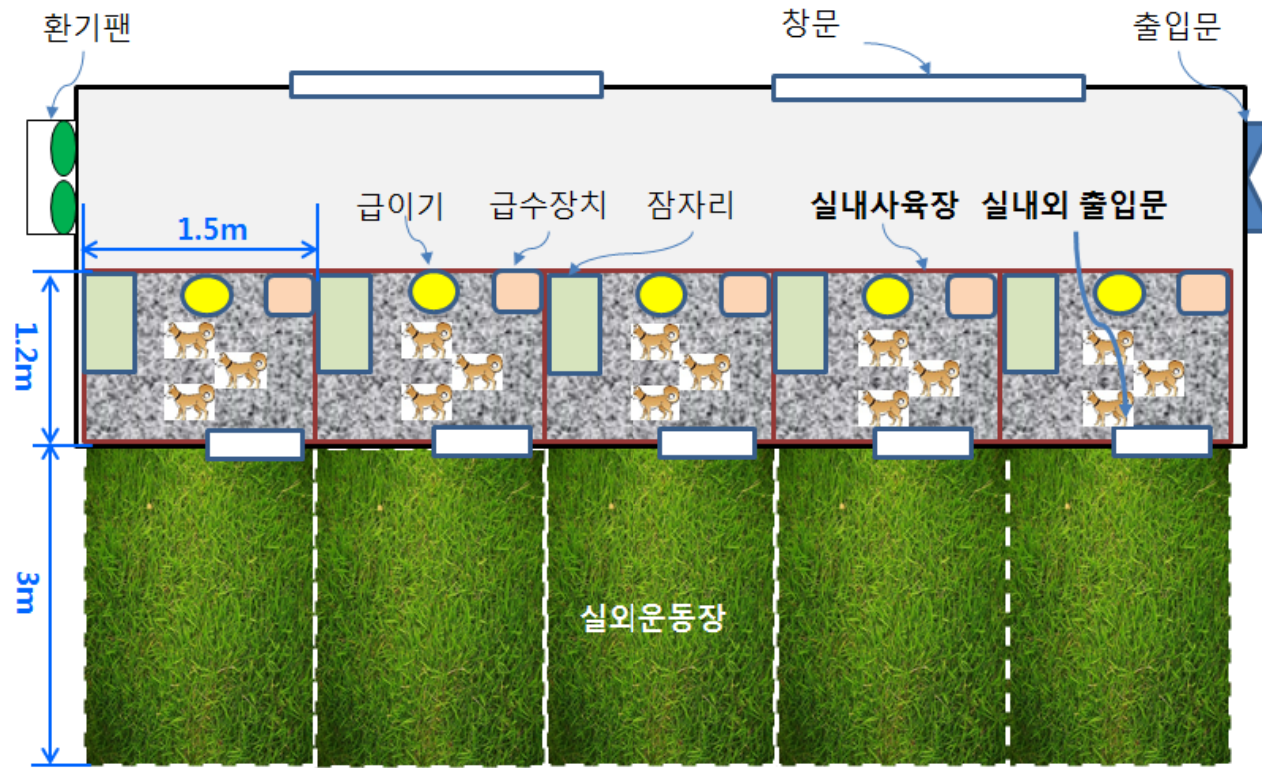 환기팬
창문
출입문
급이기
급수장치
잠자리
실내사육장
실내외 출입문
1.5m
1.2m
3m
실외운동장